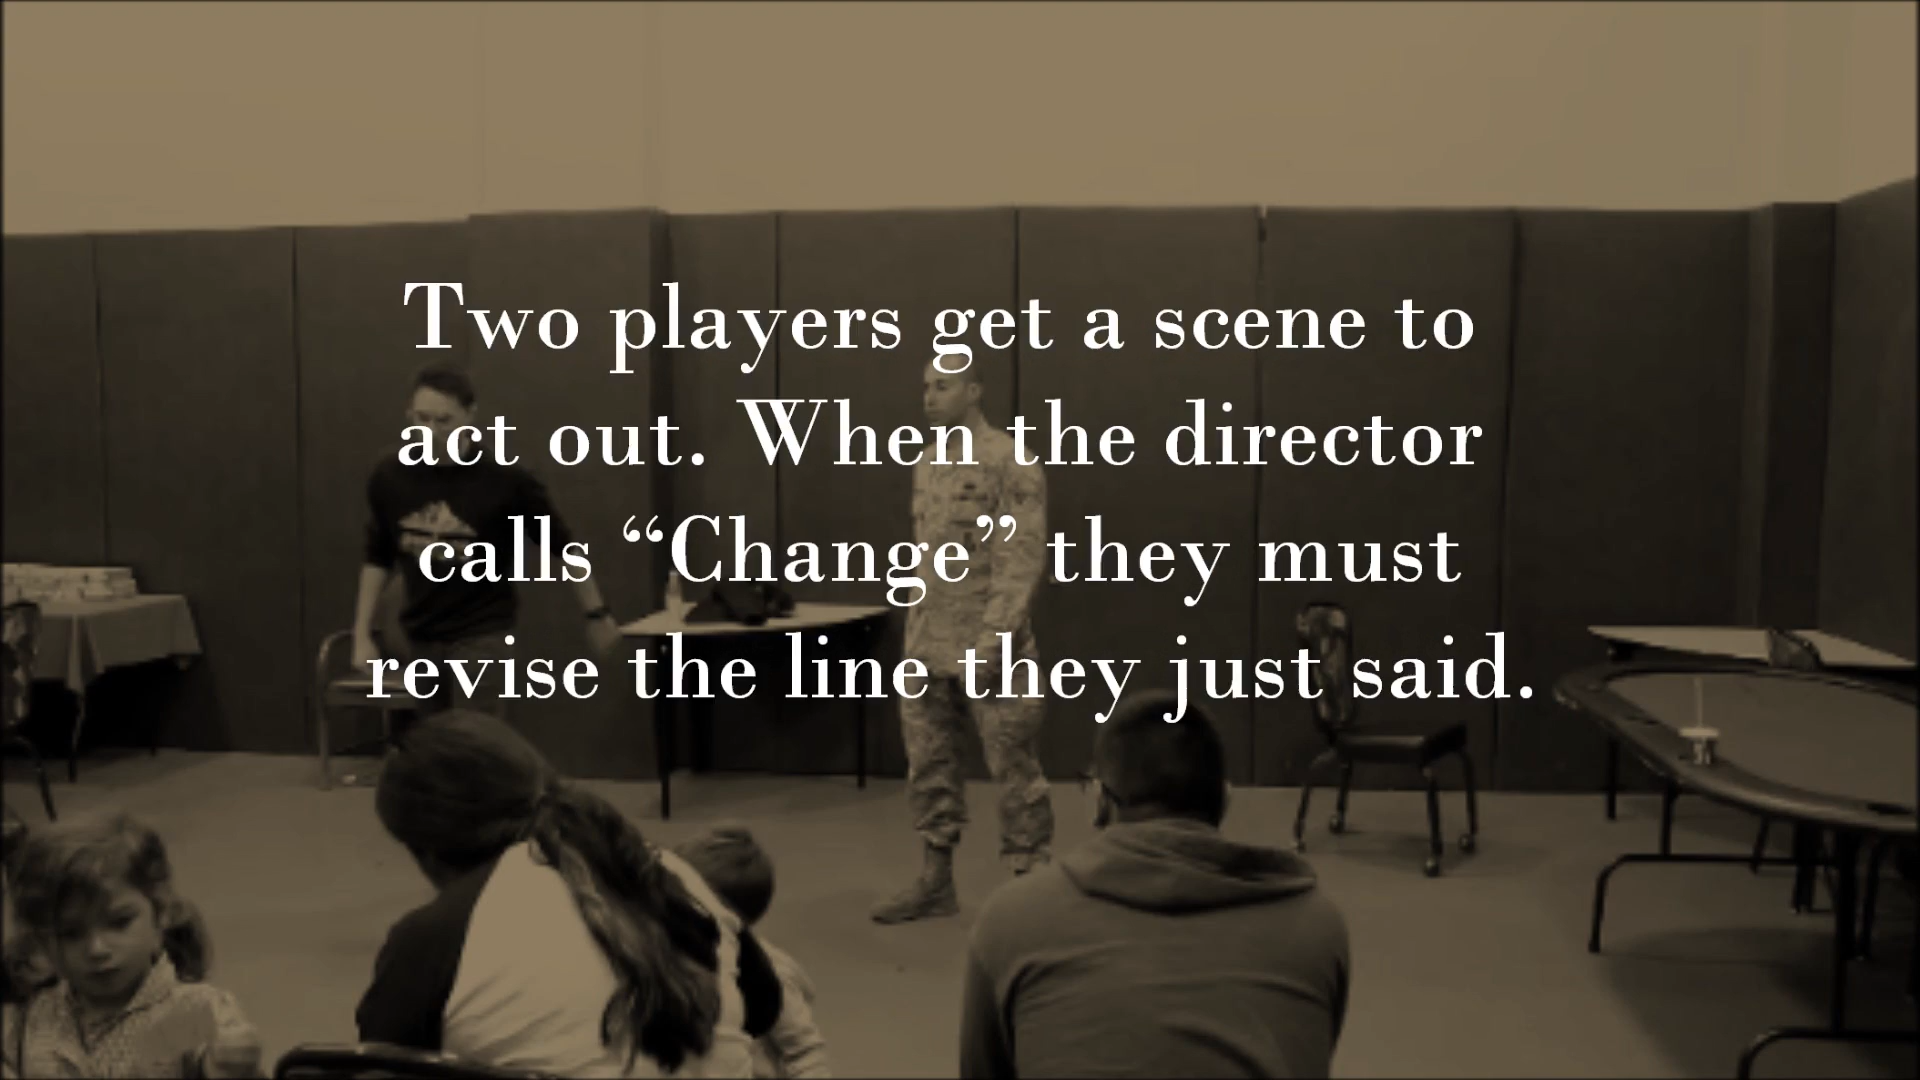 Two players get a scene to
act out. When the director
calls “Change” they must
revise the line they just said.